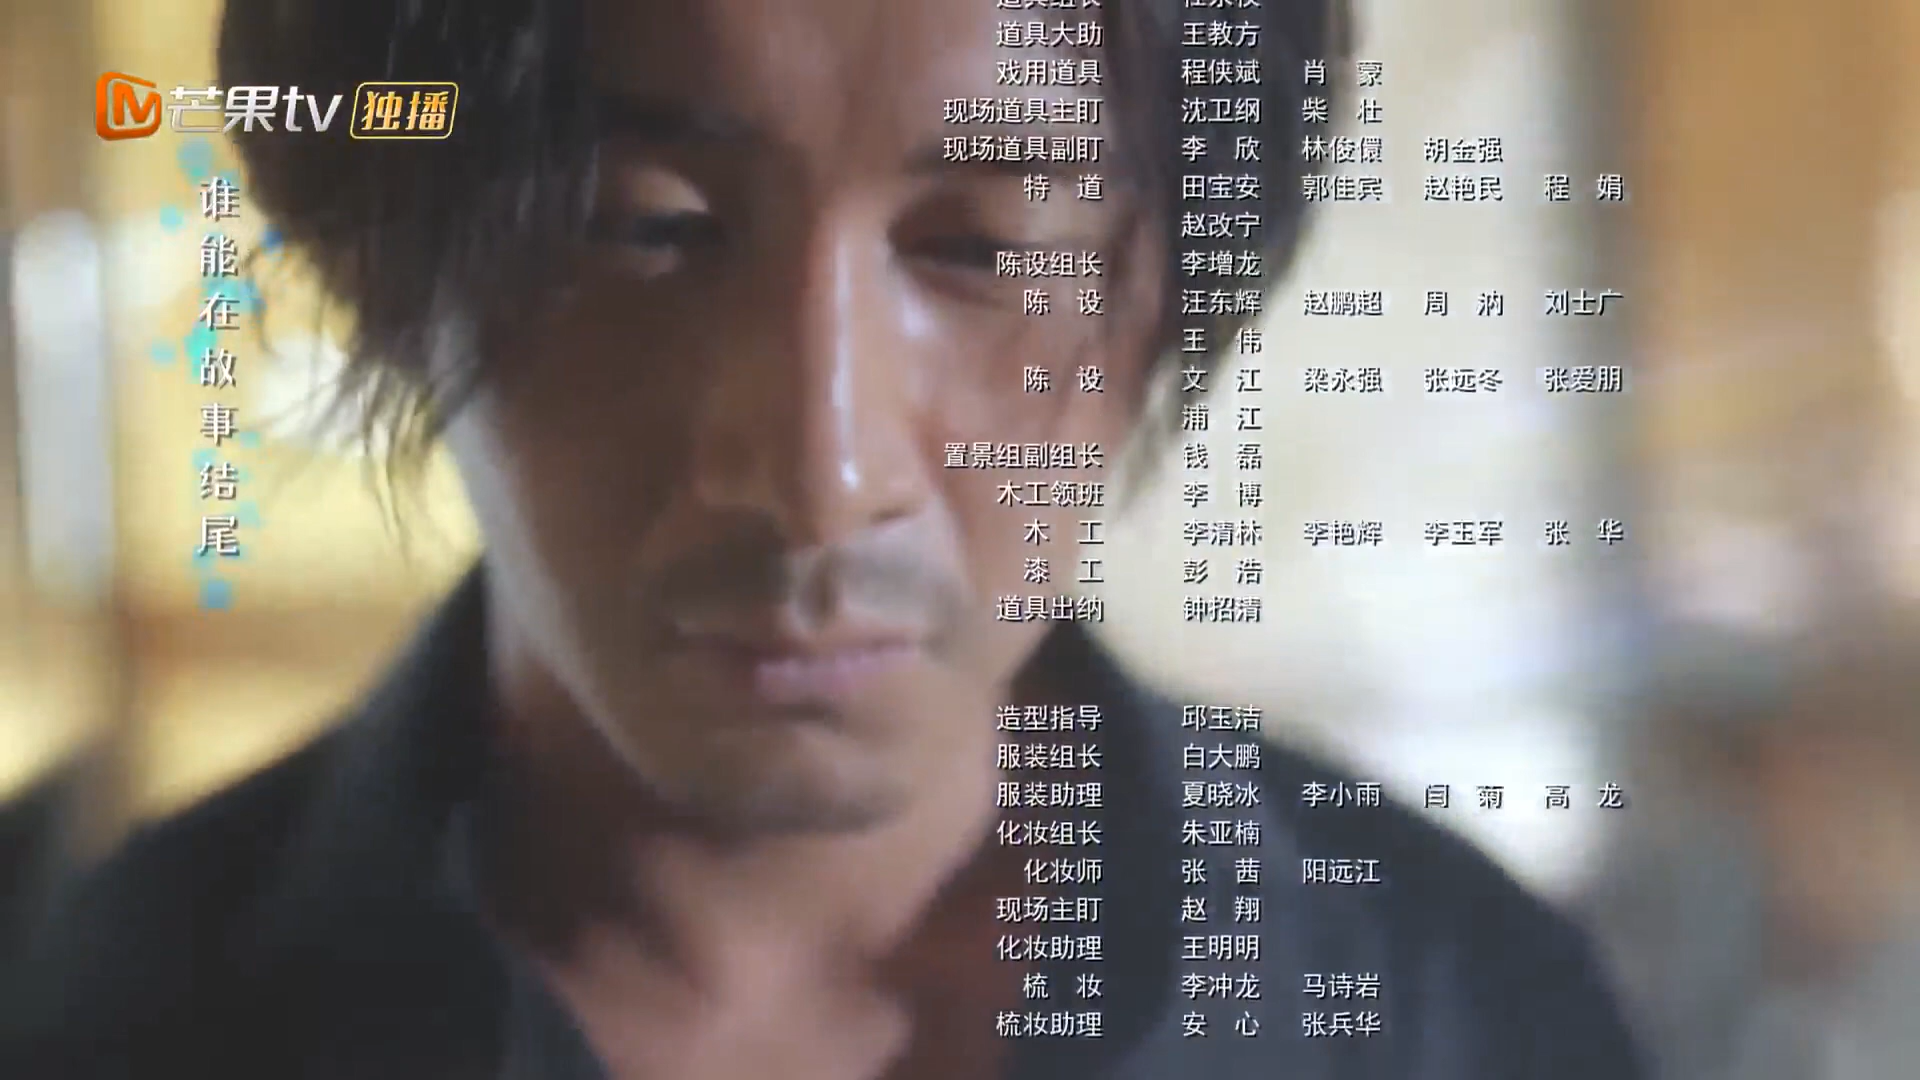 芒果tv 独播
谁能在故事结尾
道具大助 王教方
戏用道具 程侠斌 肖 蒙
现场道具主盯 沈卫纲 柴 壮
现场道具副盯 李 欣 林俊儇 胡金强
特 道 田宝安 郭佳宾 赵艳民 程 娟
赵改宁
陈设组长 李增龙
陈 设 汪东辉 赵鹏超 周 汭 刘士广
王 伟
陈 设 文 江 梁永强 张远冬 张爱朋
浦 江
置景组副组长 钱 磊
木工领班 李 博
木 工 李清林 李艳辉 李玉军 张 华
漆 工 彭 浩
道具出纳 钟招清
造型指导 邱玉洁
服装组长 白大鹏
服装助理 夏晓冰 李小雨 闫 菊 高 龙
化妆组长 朱亚楠
化妆师 张 茜 阳远江
现场主盯 赵 翔
化妆助理 王明明
梳 妆 李冲龙 马诗岩
梳妆助理 安 心 张兵华